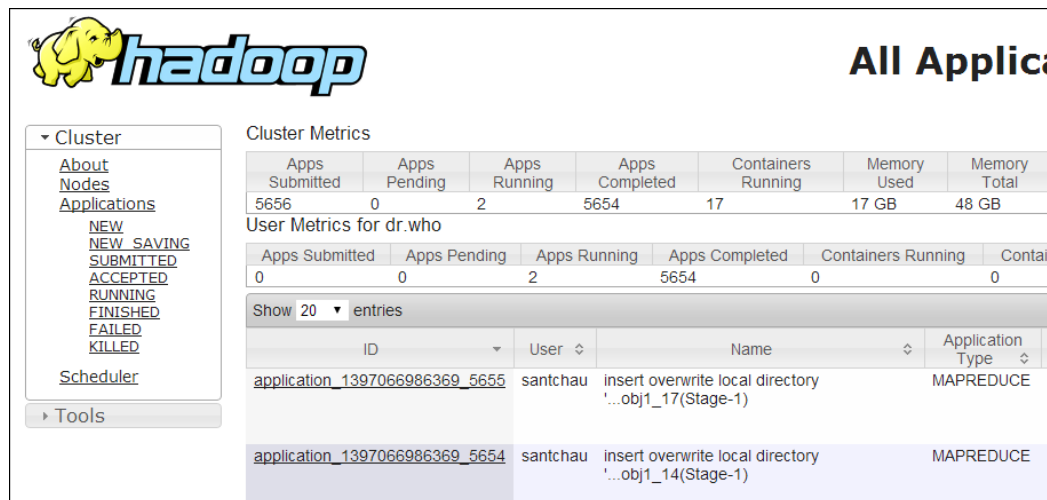 hadoop
All Applica
Cluster
About
Nodes
Applications
NEW
NEW_SAVING
SUBMITTED
ACCEPTED
RUNNING
FINISHED
FAILED
KILLED
Scheduler
Tools
Cluster Metrics
Apps Submitted Apps Pending Apps Running Apps Completed Containers Running Memory Used Memory Total
5656 0 2 5654 17 17 GB 48 GB
User Metrics for dr.who
Apps Submitted Apps Pending Apps Running Apps Completed Containers Running Contai
0 0 2 5654 0 0
Show 20 entries
ID User Name Application Type
application_1397066986369_5655 santchau insert overwrite local directory MAPREDUCE
'...obj1_17(Stage-1)
application_1397066986369_5654 santchau insert overwrite local directory MAPREDUCE
'...obj1_14(Stage-1)